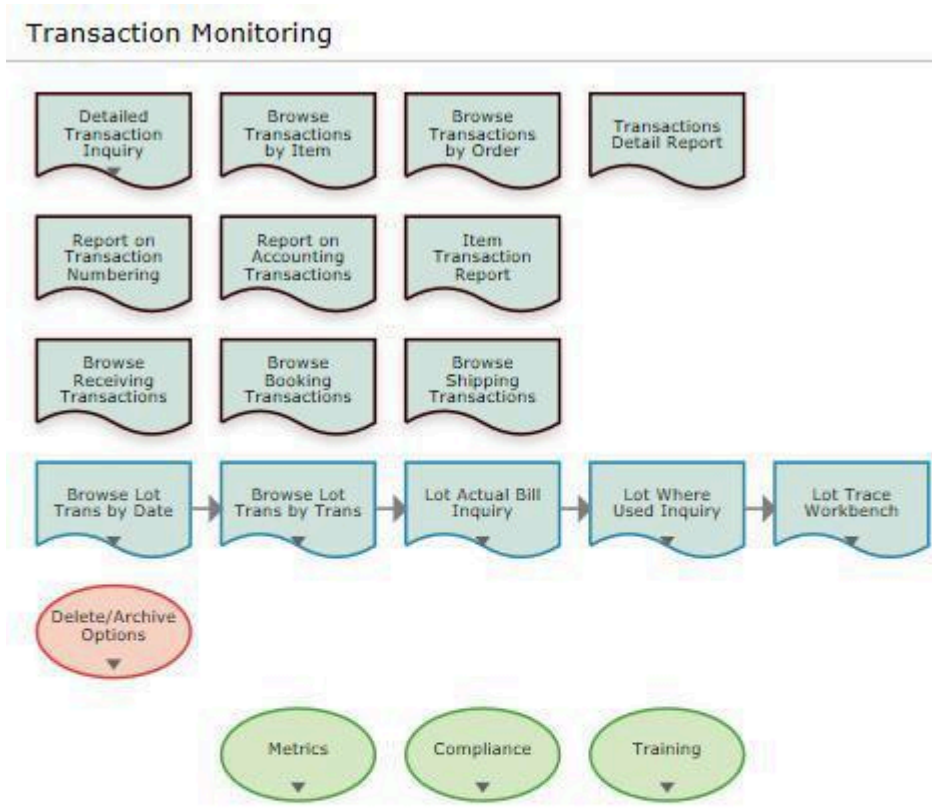 Transaction Monitoring
Detailed
Transaction
Inquiry
Browse
Transactions
by Item
Browse
Transactions
by Order
Transactions
Detail Report
Report on
Transaction
Numbering
Report on
Accounting
Transactions
Item
Transaction
Report
Browse
Receiving
Transactions
Browse
Booking
Transactions
Browse
Shipping
Transactions
Browse Lot
Trans by Date
Browse Lot
Trans by Trans
Lot Actual Bill
Inquiry
Lot Where
Used Inquiry
Lot Trace
Workbench
Delete/Archive
Options
Metrics
Compliance
Training